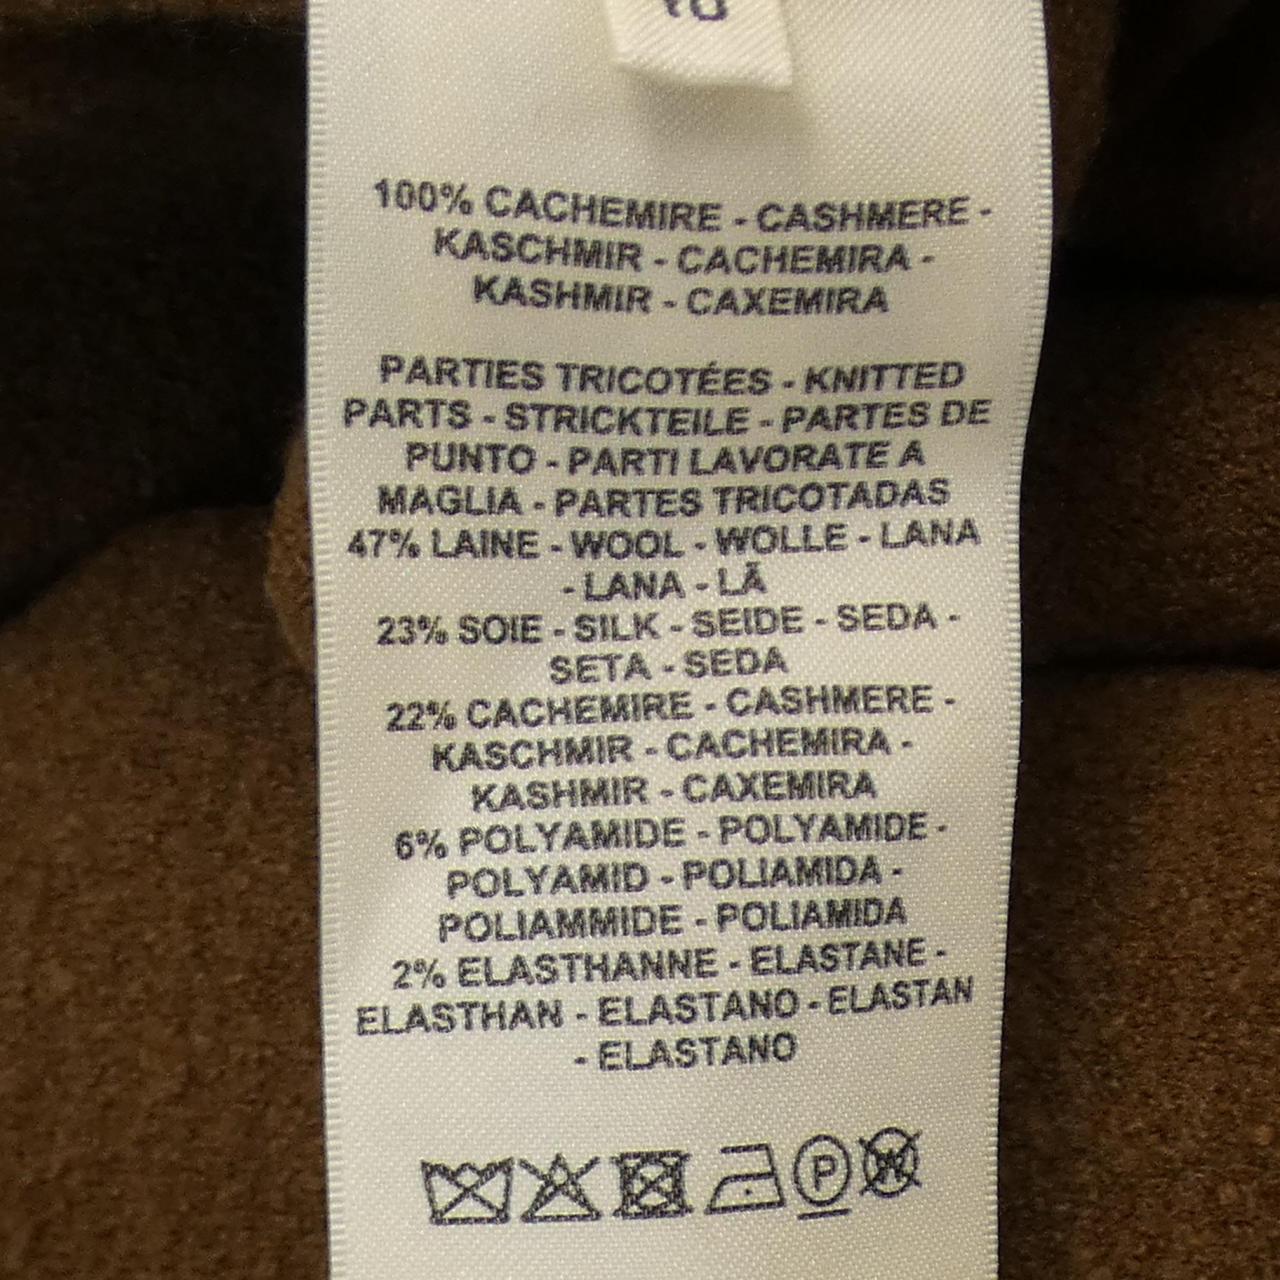 100% CACHEMIRE - CASHMERE -
KASCHMIR - CACHEMIRA -
KASHMIR - CAXEMIRA
PARTIES TRICOTÉES - KNITTED
PARTS - STRICKTEILE - PARTES DE
PUNTO - PARTI LAVORATE A
MAGLIA - PARTES TRICOTADAS
47% LAINE - WOOL - WOLLE - LANA
- LANA - LÃ
23% SOIE - SILK - SEIDE - SEDA -
SETA - SEDA
22% CACHEMIRE - CASHMERE -
KASCHMIR - CACHEMIRA -
KASHMIR - CAXEMIRA
6% POLYAMIDE - POLYAMIDE -
POLYAMID - POLIAMIDA -
POLIAMMIDE - POLIAMIDA
2% ELASTHANNE - ELASTANE -
ELASTHAN - ELASTANO - ELASTAN
- ELASTANO
P W